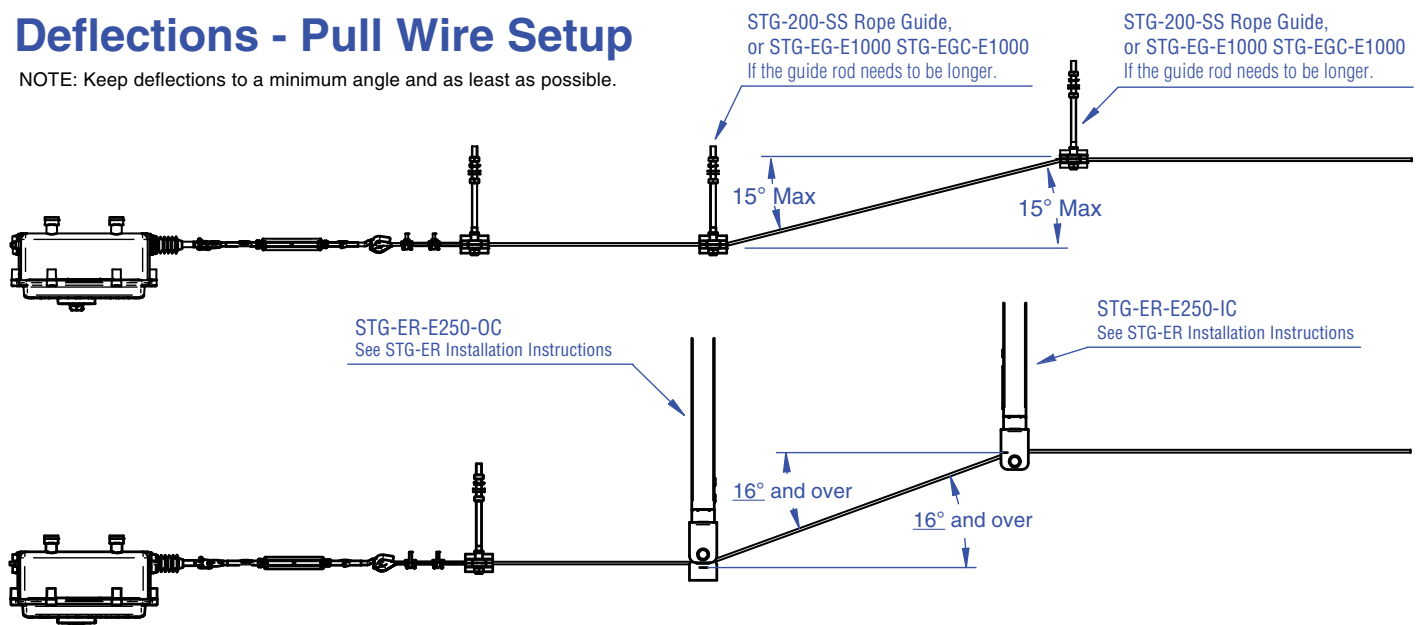 Deflections - Pull Wire Setup
NOTE: Keep deflections to a minimum angle and as least as possible.
STG-200-SS Rope Guide,
or STG-EG-E1000 STG-EGC-E1000
If the guide rod needs to be longer.
STG-200-SS Rope Guide,
or STG-EG-E1000 STG-EGC-E1000
If the guide rod needs to be longer.
15° Max
15° Max
STG-ER-E250-OC
See STG-ER Installation Instructions
STG-ER-E250-IC
See STG-ER Installation Instructions
16° and over
16° and over